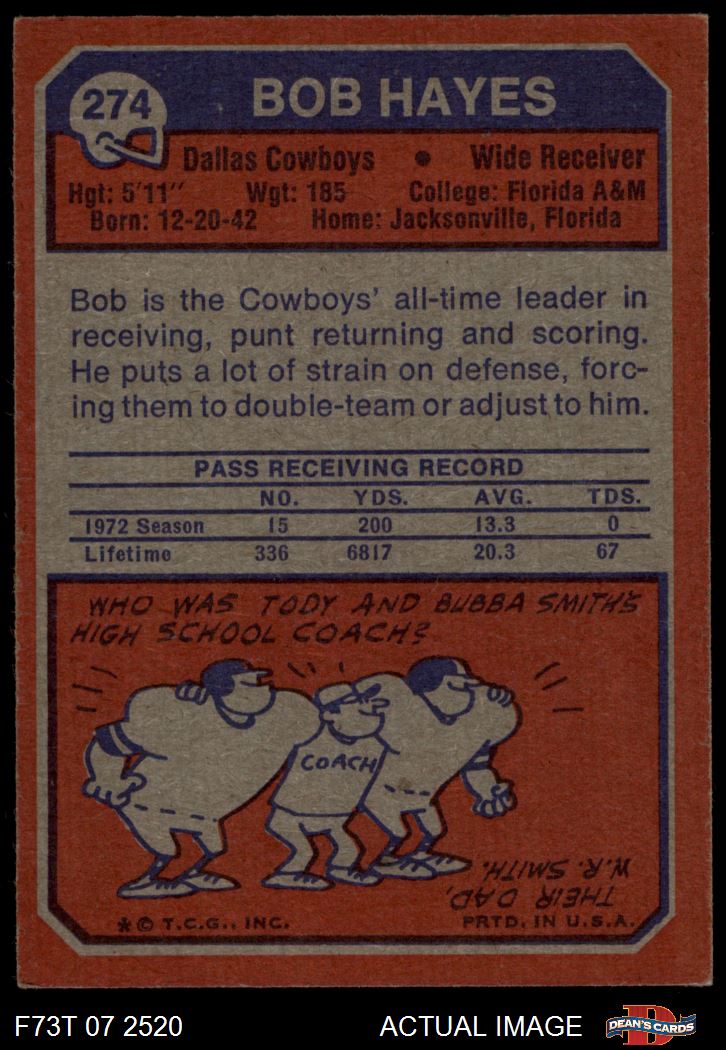 274
BOB HAYES
Dallas Cowboys • Wide Receiver
Hgt: 5'11" Wgt: 185 College: Florida A&M
Born: 12-20-42 Home: Jacksonville, Florida
Bob is the Cowboys' all-time leader in
receiving, punt returning and scoring.
He puts a lot of strain on defense, forc-
ing them to double-team or adjust to him.
PASS RECEIVING RECORD
NO. YDS. AVG. TDS.
1972 Season 15 200 13.3 0
Lifetime 336 6817 20.3 67
WHO WAS TODY AND BUBBA SMITH'S
HIGH SCHOOL COACH?
COACH
THEIR DAD,
W.R. SMITH.
*© T.C.G., INC. PRTD. IN U.S.A.
F73T 07 2520 ACTUAL IMAGE
D
DEAN'S CARDS